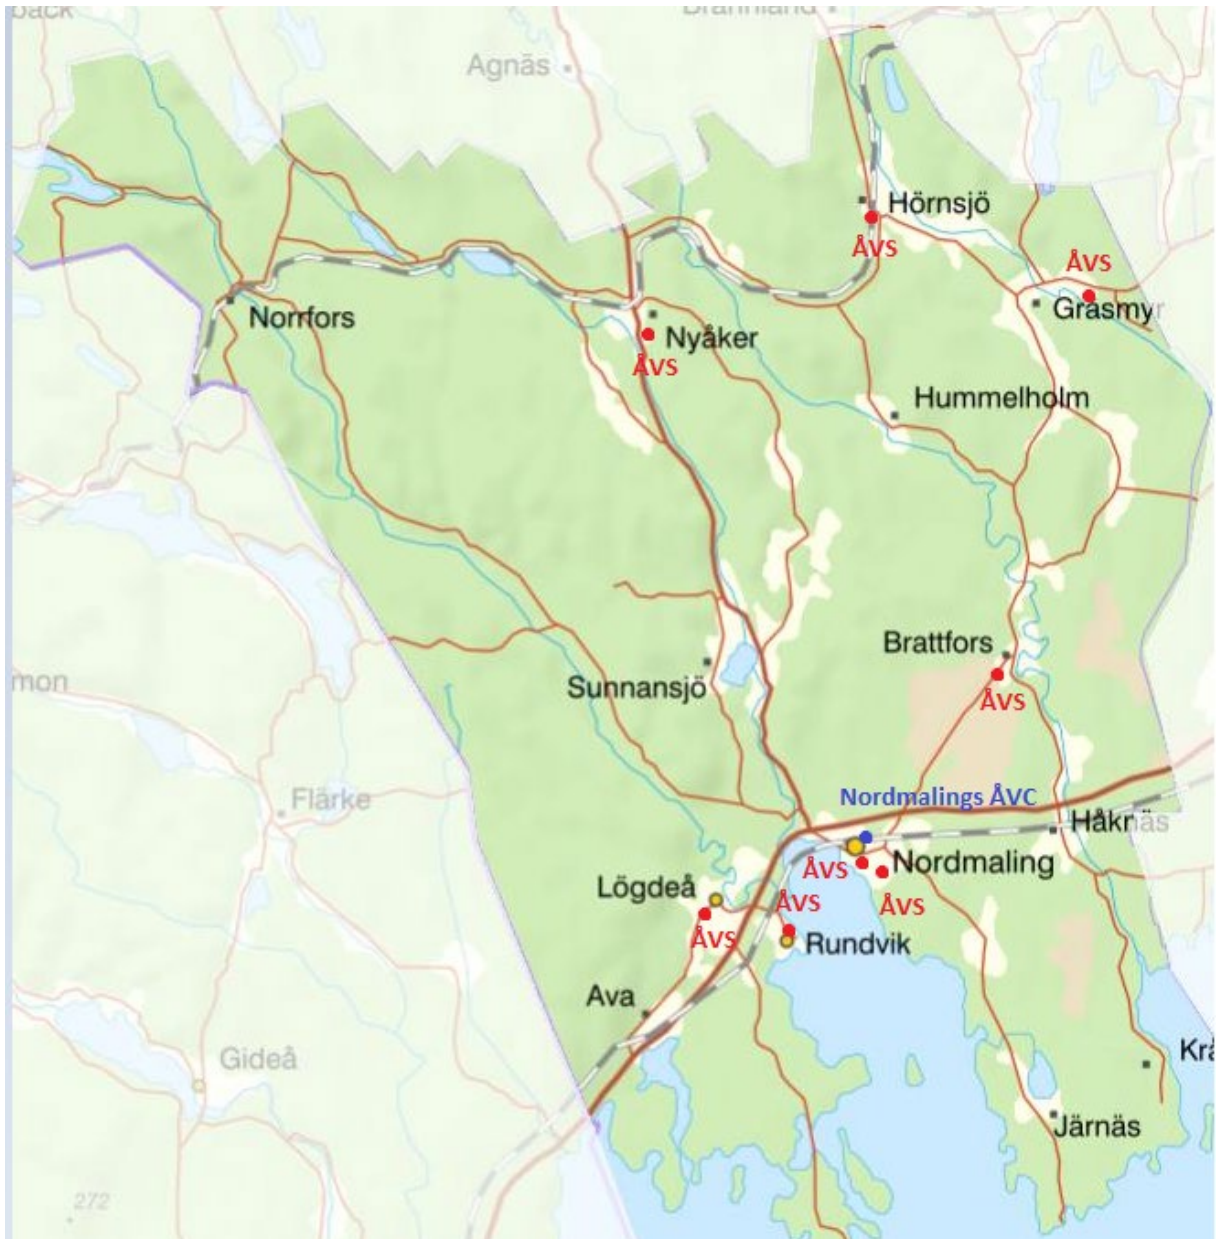 Agnäs
Hörnsjö
ÅVS
ÅVS
Gräsmyr
Norrfors
Nyåker
ÅVS
Hummelholm
Brattfors
ÅVS
Sunnansjö
mon
Flärke
Nordmalings ÅVC
Håknäs
ÅVS
Nordmaling
Lögdeå
ÅVS
ÅVS
ÅVS
Rundvik
Ava
Gideå
Järnäs
272